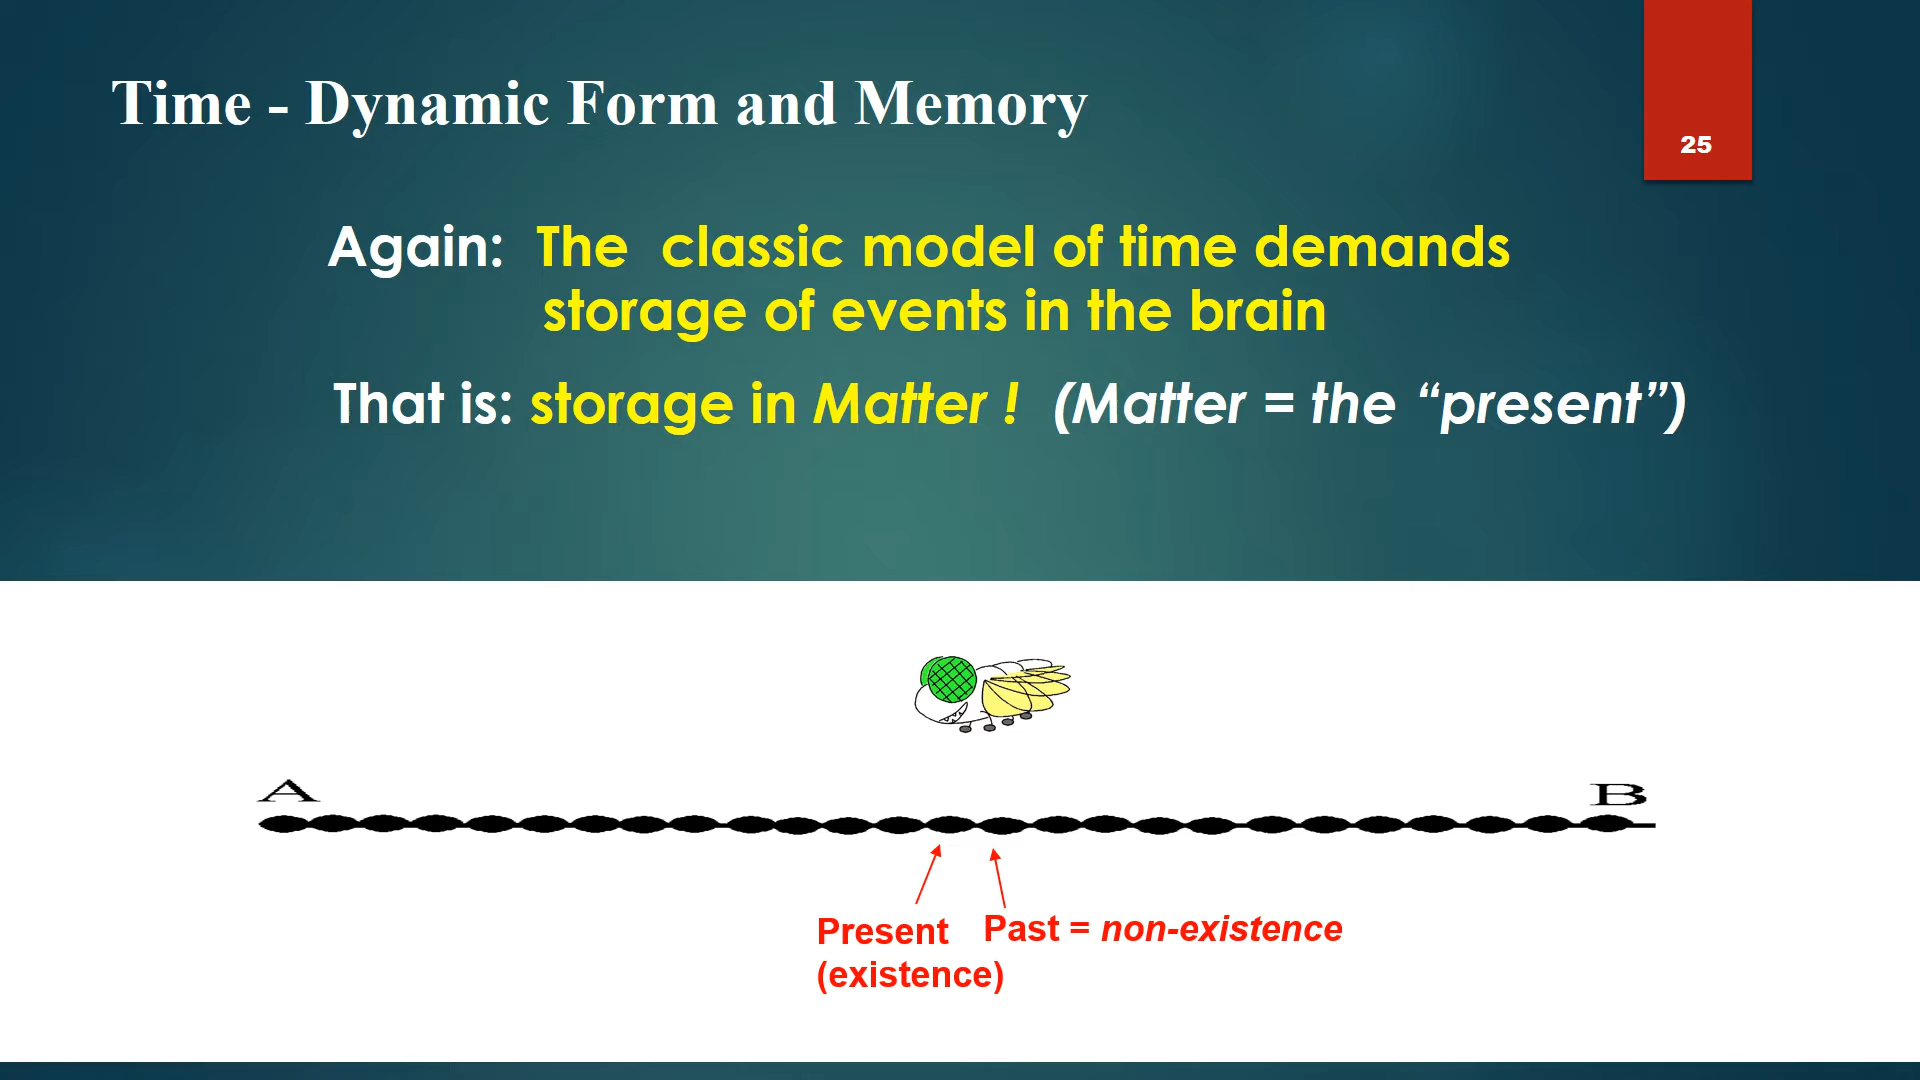 Time - Dynamic Form and Memory
25
Again: The classic model of time demands
storage of events in the brain
That is: storage in Matter ! (Matter = the “present”)
A
B
Present
(existence)
Past = non-existence